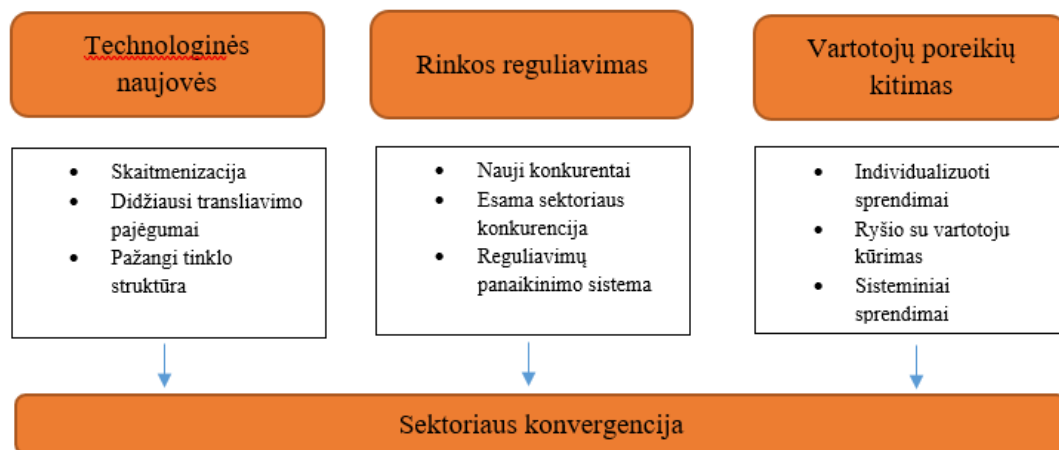 Technologinės
naujovės
Skaitmenizacija
Didžiausi transliavimo
pajėgumai
Pažangi tinklo
struktūra
Rinkos reguliavimas
Nauji konkurentai
Esama sektoriaus
konkurencija
Reguliavimų
panaikinimo sistema
Vartotojų poreikių
kitimas
Individualizuoti
sprendimai
Ryšio su vartotoju
kūrimas
Sisteminiai
sprendimai
Sektoriaus konvergencija